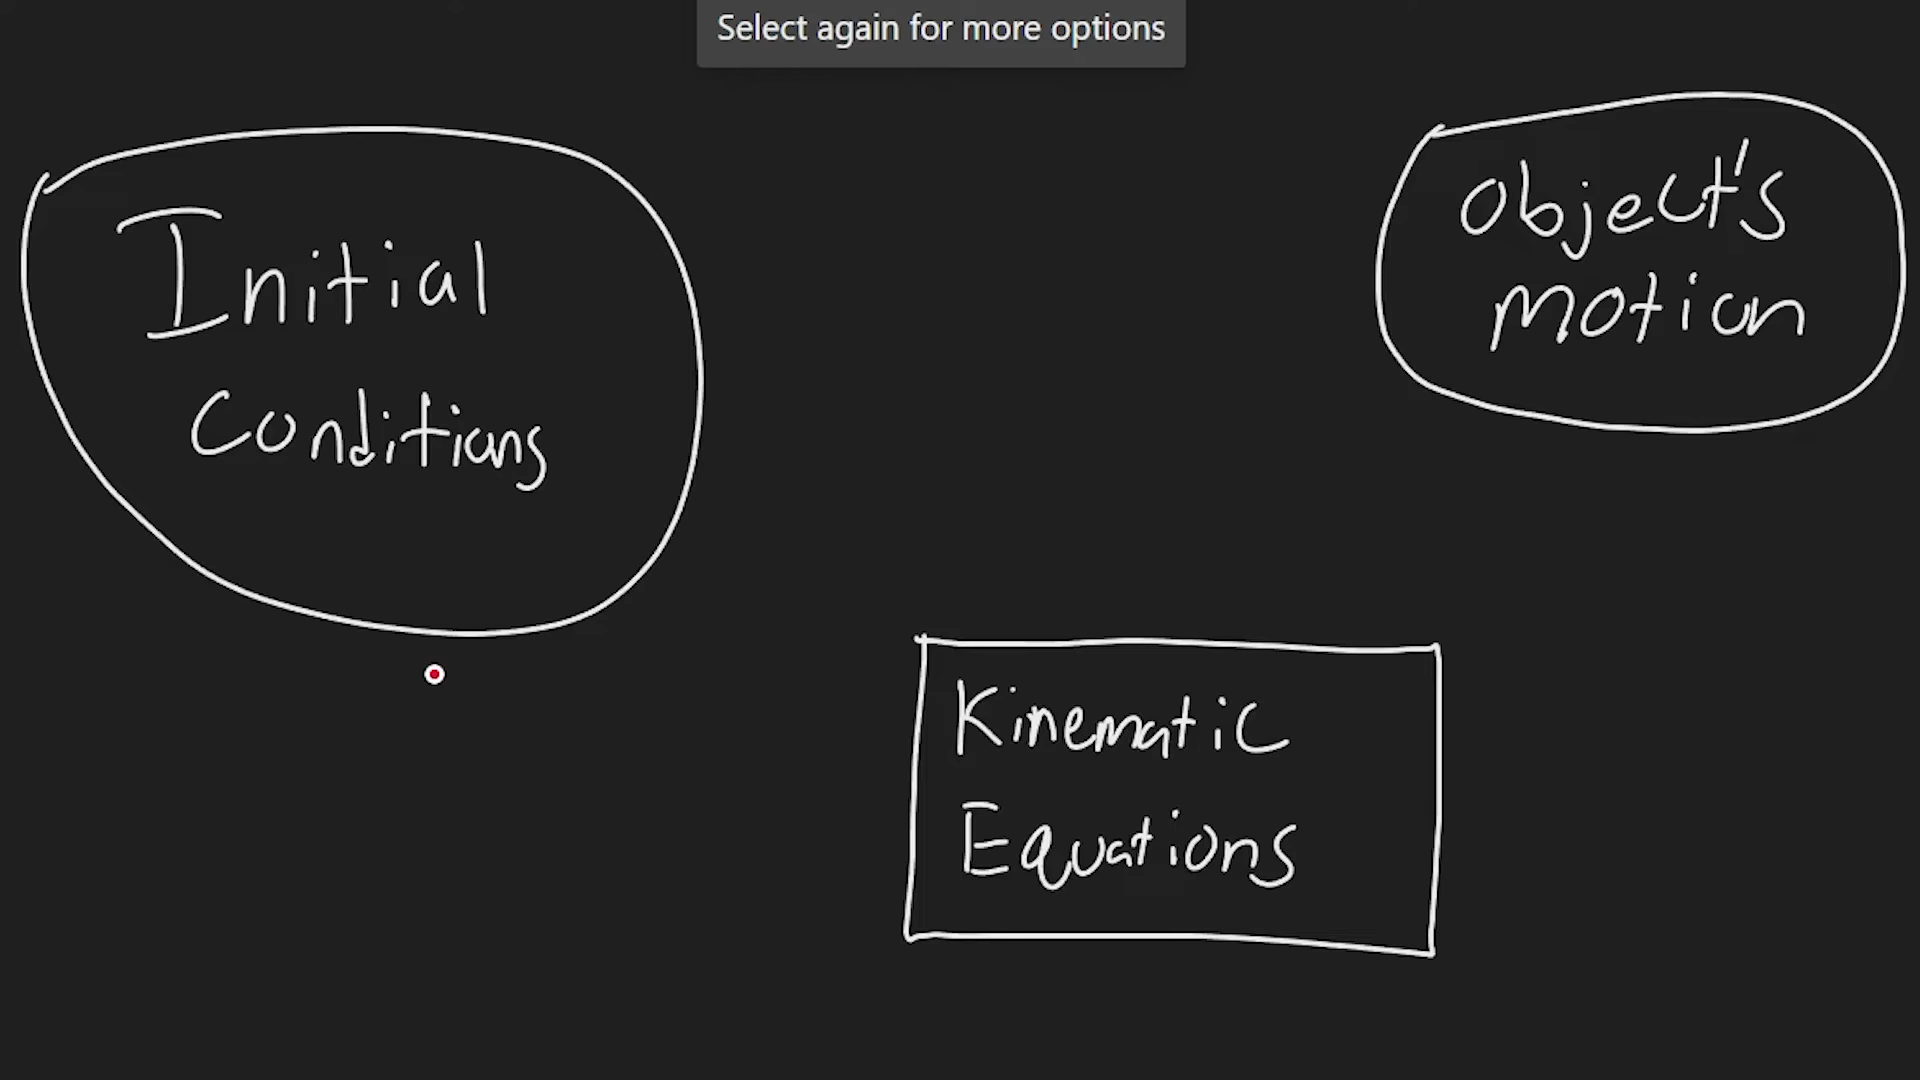 Select again for more options
Initial
Conditions
Object's
motion
Kinematic
Equations